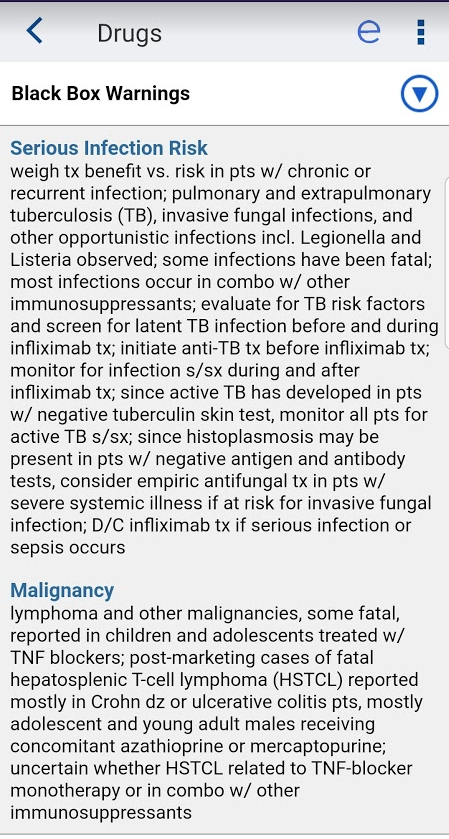 Drugs
Black Box Warnings
Serious Infection Risk
weigh tx benefit vs. risk in pts w/ chronic or
recurrent infection; pulmonary and extrapulmonary
tuberculosis (TB), invasive fungal infections, and
other opportunistic infections incl. Legionella and
Listeria observed; some infections have been fatal;
most infections occur in combo w/ other
immunosuppressants; evaluate for TB risk factors
and screen for latent TB infection before and during
infliximab tx; initiate anti-TB tx before infliximab tx;
monitor for infection s/sx during and after
infliximab tx; since active TB has developed in pts
w/ negative tuberculin skin test, monitor all pts for
active TB s/sx; since histoplasmosis may be
present in pts w/ negative antigen and antibody
tests, consider empiric antifungal tx in pts w/
severe systemic illness if at risk for invasive fungal
infection; D/C infliximab tx if serious infection or
sepsis occurs
Malignancy
lymphoma and other malignancies, some fatal,
reported in children and adolescents treated w/
TNF blockers; post-marketing cases of fatal
hepatosplenic T-cell lymphoma (HSTCL) reported
mostly in Crohn dz or ulcerative colitis pts, mostly
adolescent and young adult males receiving
concomitant azathioprine or mercaptopurine;
uncertain whether HSTCL related to TNF-blocker
monotherapy or in combo w/ other
immunosuppressants